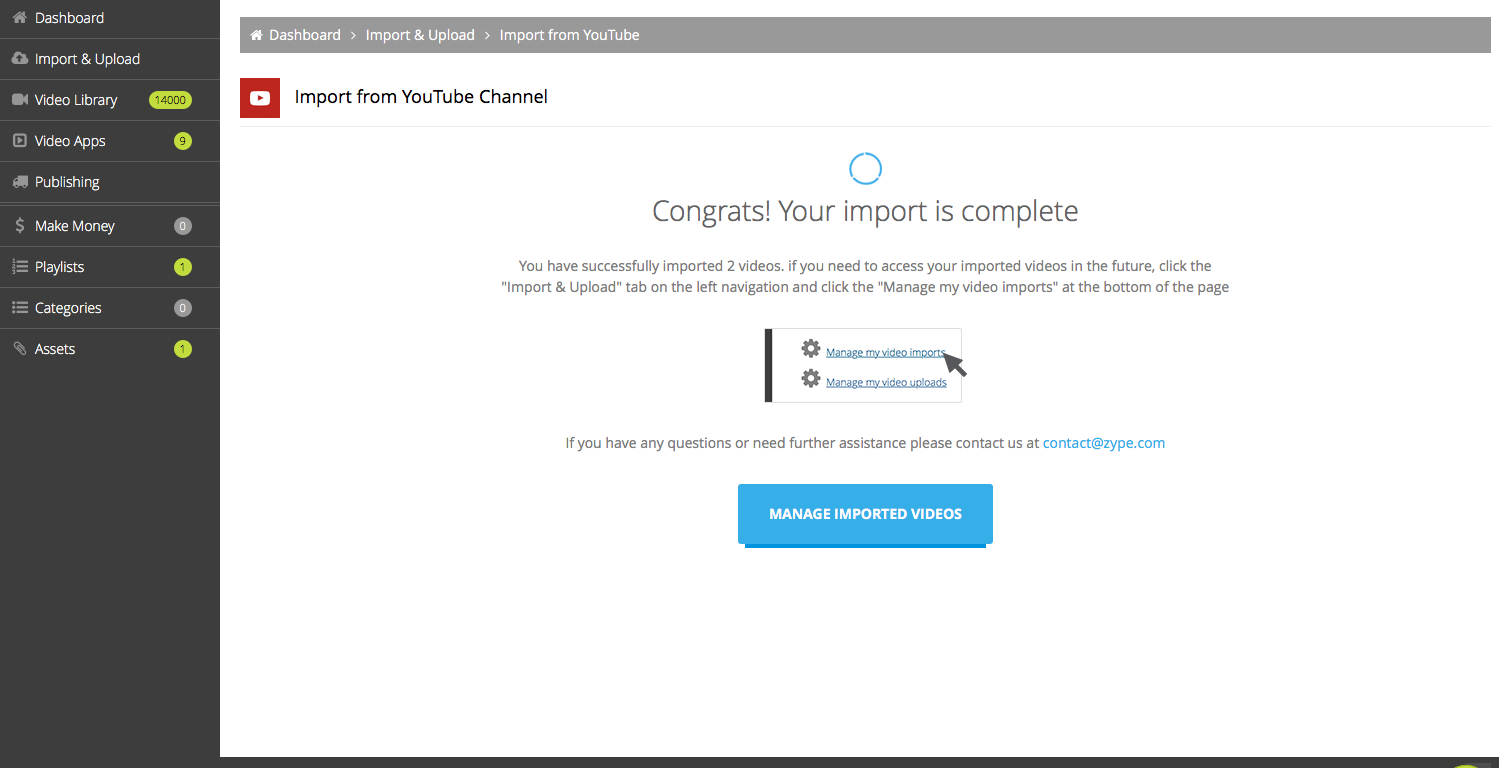 Dashboard
Import & Upload
Video Library 14000
Video Apps 9
Publishing
Make Money 0
Playlists 1
Categories 0
Assets 1
Dashboard > Import & Upload > Import from YouTube
Import from YouTube Channel
Congrats! Your import is complete
You have successfully imported 2 videos. if you need to access your imported videos in the future, click the
"Import & Upload" tab on the left navigation and click the "Manage my video imports" at the bottom of the page
Manage my video imports
Manage my video uploads
If you have any questions or need further assistance please contact us at contact@zype.com
MANAGE IMPORTED VIDEOS